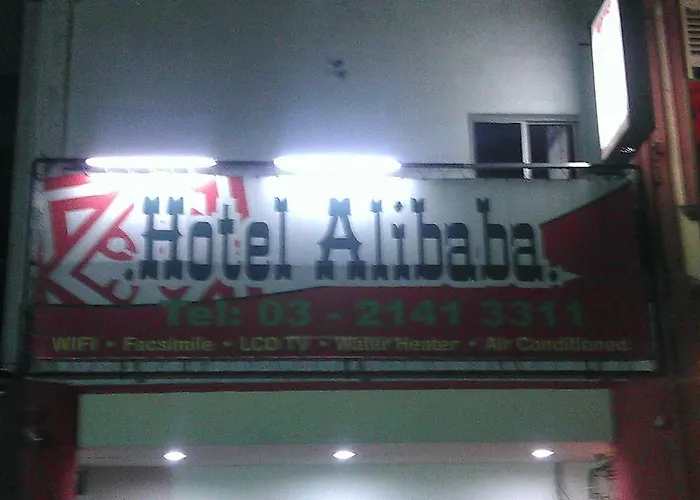 .Hotel Alibaba.
Tel: 03 - 2141 3311
WIFI • Facsimile • LCD TV • Water Heater • Air Conditioned